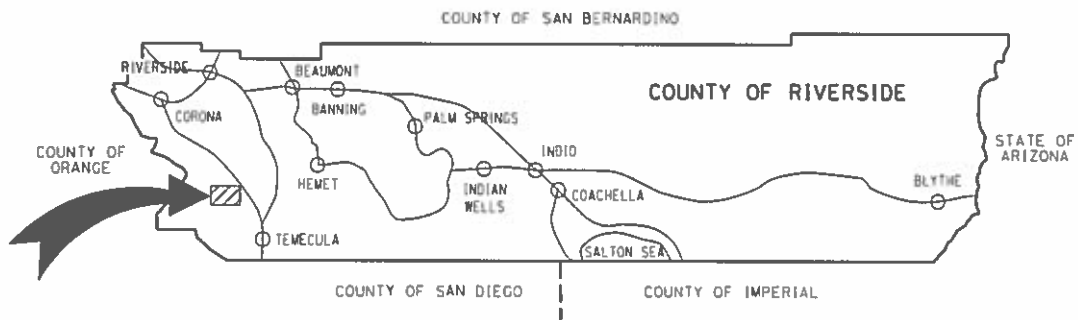 COUNTY OF SAN BERNARDINO
RIVERSIDE
BEAUMONT
COUNTY OF RIVERSIDE
CORONA
BANNING
PALM SPRINGS
COUNTY OF
ORANGE
STATE OF
ARIZONA
INDIO
HEMET
INDIAN
WELLS
COACHELLA
BLYTHE
TEMECULA
SALTON SEA
COUNTY OF SAN DIEGO
COUNTY OF IMPERIAL